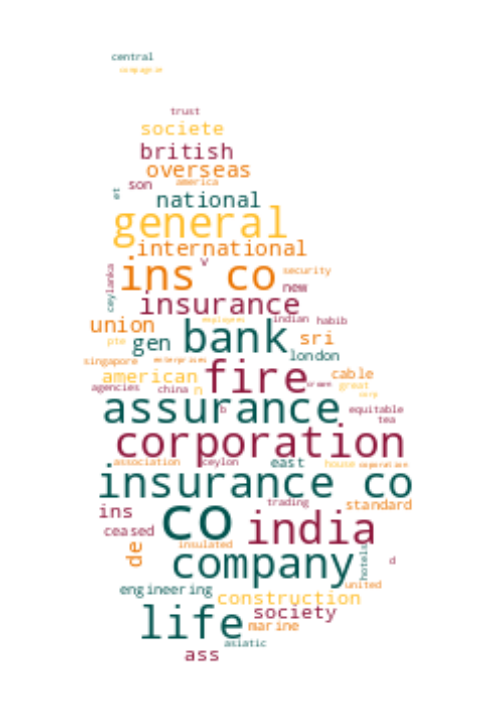 central
compagnie
trust
societe
british
overseas
america
son
et
national
general
international
v
ins co
security
ceylanka
new
insurance
employers
indian habib
union
bank
sri
gen
pte
london
singapore
enterprises
american
fire
cable
agencies
china
n
great
corp
assurance
b
equitable
tea
corporation
association
ceylon
east
house
insurance co
trading
standard
ins
co
india
ceased
de
insulated
company
hotels
d
united
engineering
construction
life
society
marine
asiatic
ass